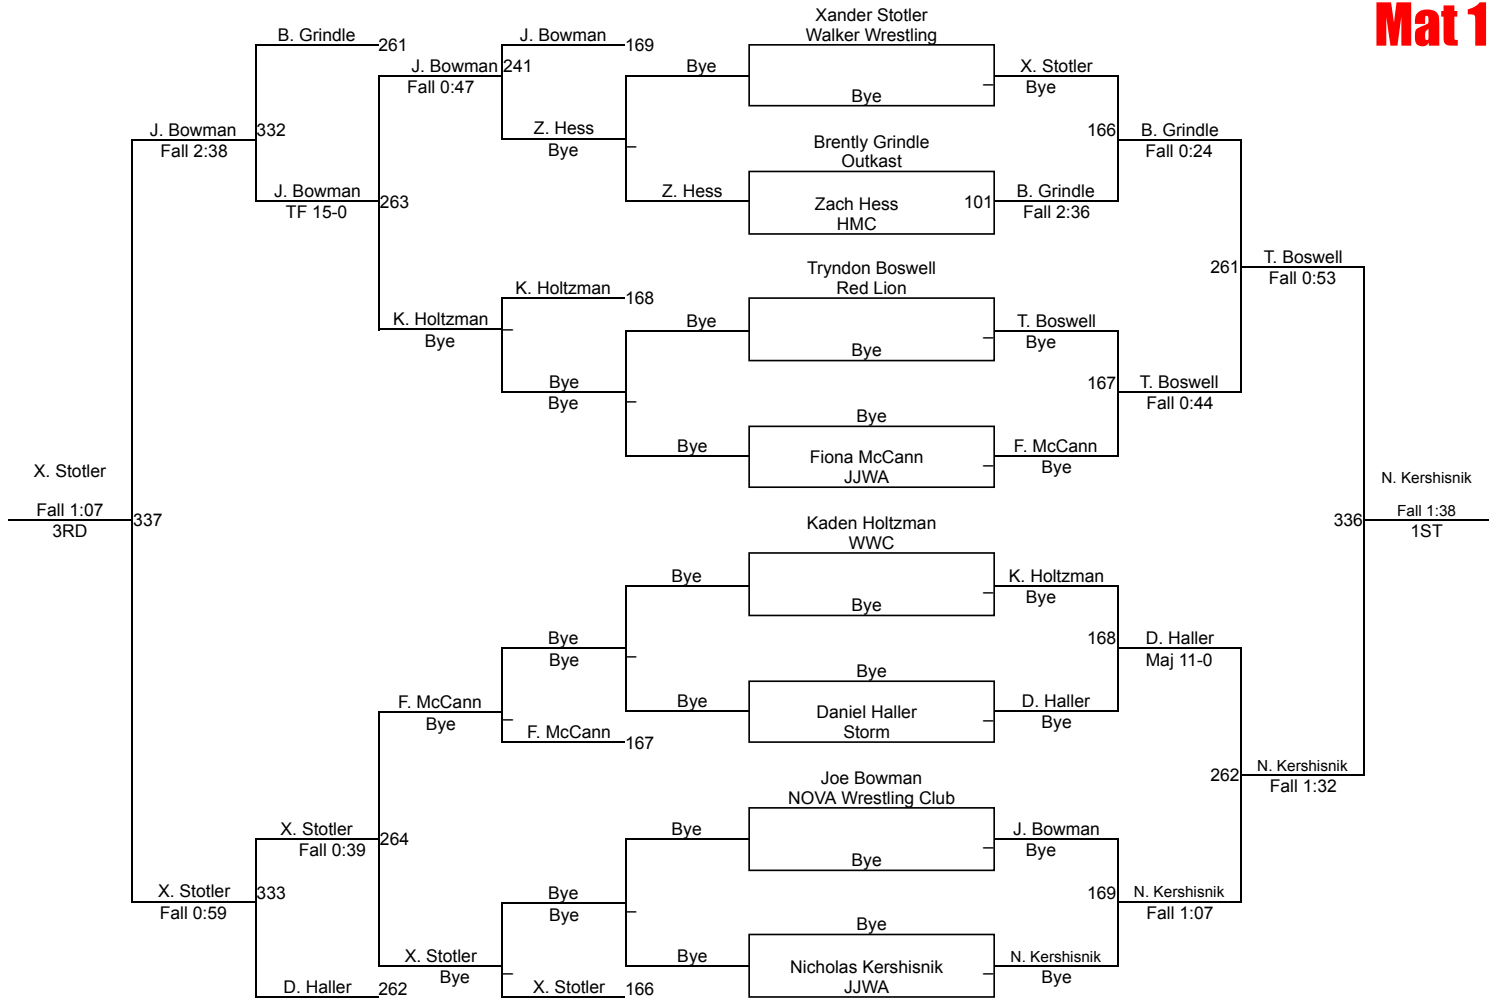 Mat 1
Xander Stotler
Walker Wrestling
B. Grindle
261
J. Bowman
169
J. Bowman
241
Fall 0:47
Bye
Bye
X. Stotler
Bye
J. Bowman
332
Fall 2:38
Z. Hess
Bye
166
B. Grindle
Fall 0:24
Brently Grindle
Outkast
J. Bowman
263
TF 15-0
Z. Hess
Zach Hess
HMC
101
B. Grindle
Fall 2:36
Tryndon Boswell
Red Lion
261
T. Boswell
Fall 0:53
K. Holtzman
168
K. Holtzman
Bye
Bye
Bye
T. Boswell
Bye
Bye
Bye
167
T. Boswell
Fall 0:44
Bye
Bye
Fiona McCann
JJWA
F. McCann
Bye
X. Stotler
Fall 1:07
3RD
337
N. Kershisnik
336
Fall 1:38
1ST
Kaden Holtzman
WWC
Bye
Bye
K. Holtzman
Bye
Bye
Bye
168
D. Haller
Maj 11-0
Bye
F. McCann
Bye
Bye
Daniel Haller
Storm
D. Haller
Bye
F. McCann
167
262
N. Kershisnik
Fall 1:32
Joe Bowman
NOVA Wrestling Club
X. Stotler
264
Fall 0:39
Bye
Bye
J. Bowman
Bye
X. Stotler
333
Fall 0:59
Bye
Bye
169
N. Kershisnik
Fall 1:07
Bye
X. Stotler
Bye
Bye
Nicholas Kershisnik
JJWA
N. Kershisnik
Bye
D. Haller
262
X. Stotler
166